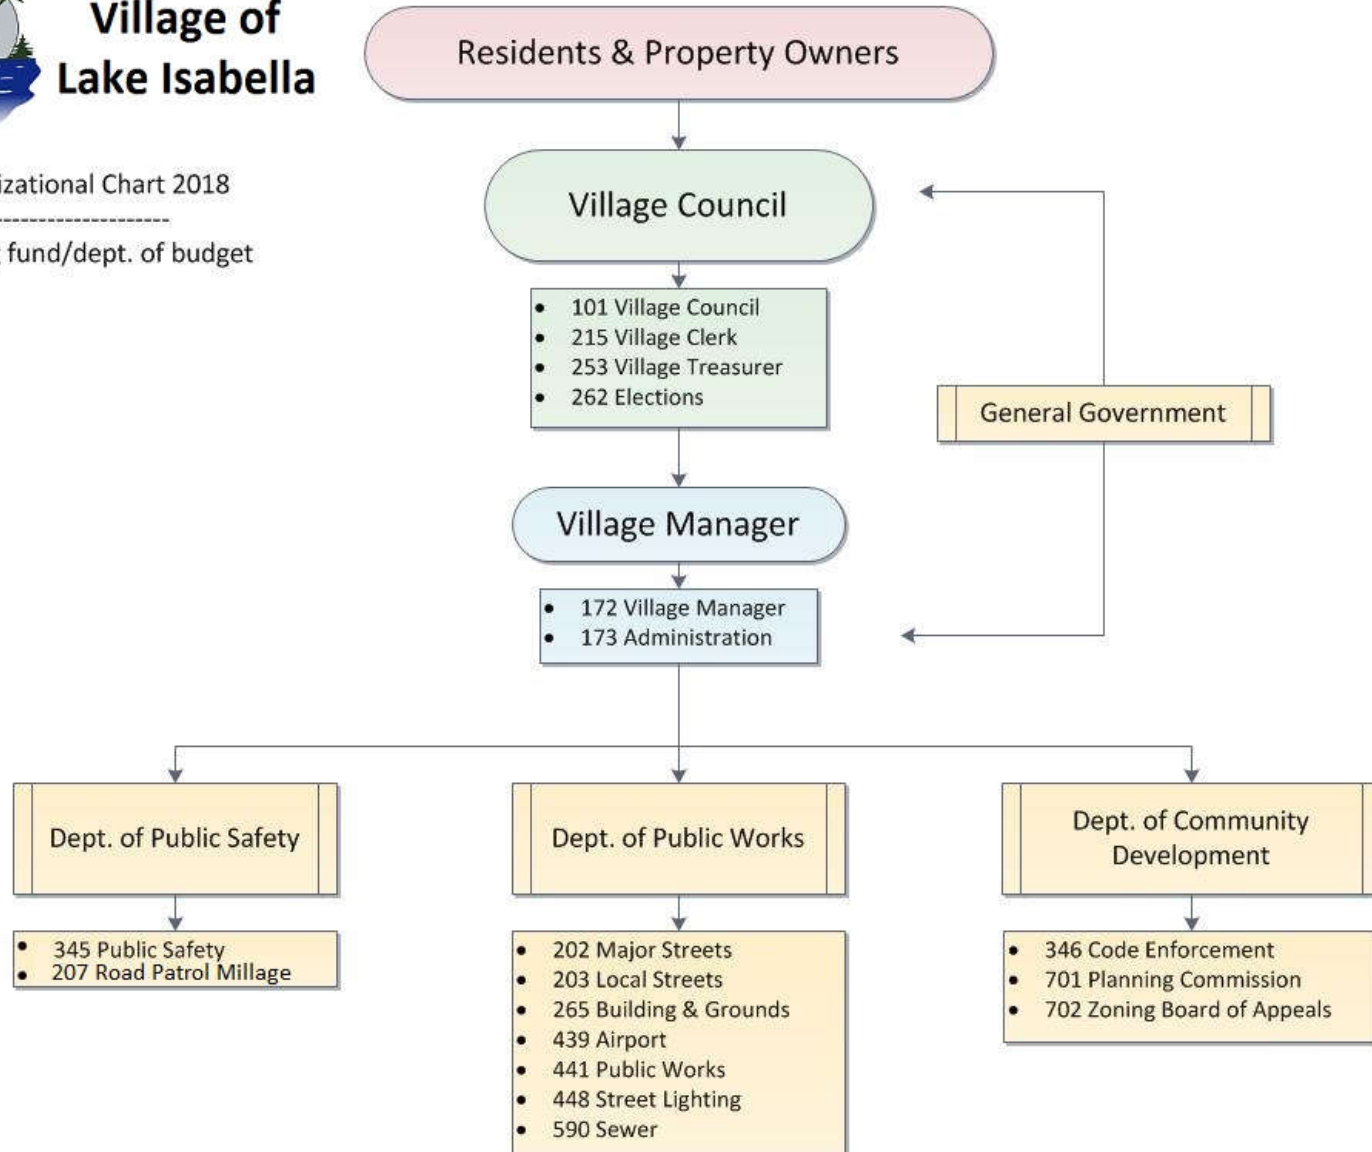 Village of
Lake Isabella
Residents & Property Owners
izational Chart 2018
--------------------
fund/dept. of budget
Village Council
• 101 Village Council
• 215 Village Clerk
• 253 Village Treasurer
• 262 Elections
General Government
Village Manager
• 172 Village Manager
• 173 Administration
Dept. of Public Safety
• 345 Public Safety
• 207 Road Patrol Millage
Dept. of Public Works
• 202 Major Streets
• 203 Local Streets
• 265 Building & Grounds
• 439 Airport
• 441 Public Works
• 448 Street Lighting
• 590 Sewer
Dept. of Community
Development
• 346 Code Enforcement
• 701 Planning Commission
• 702 Zoning Board of Appeals